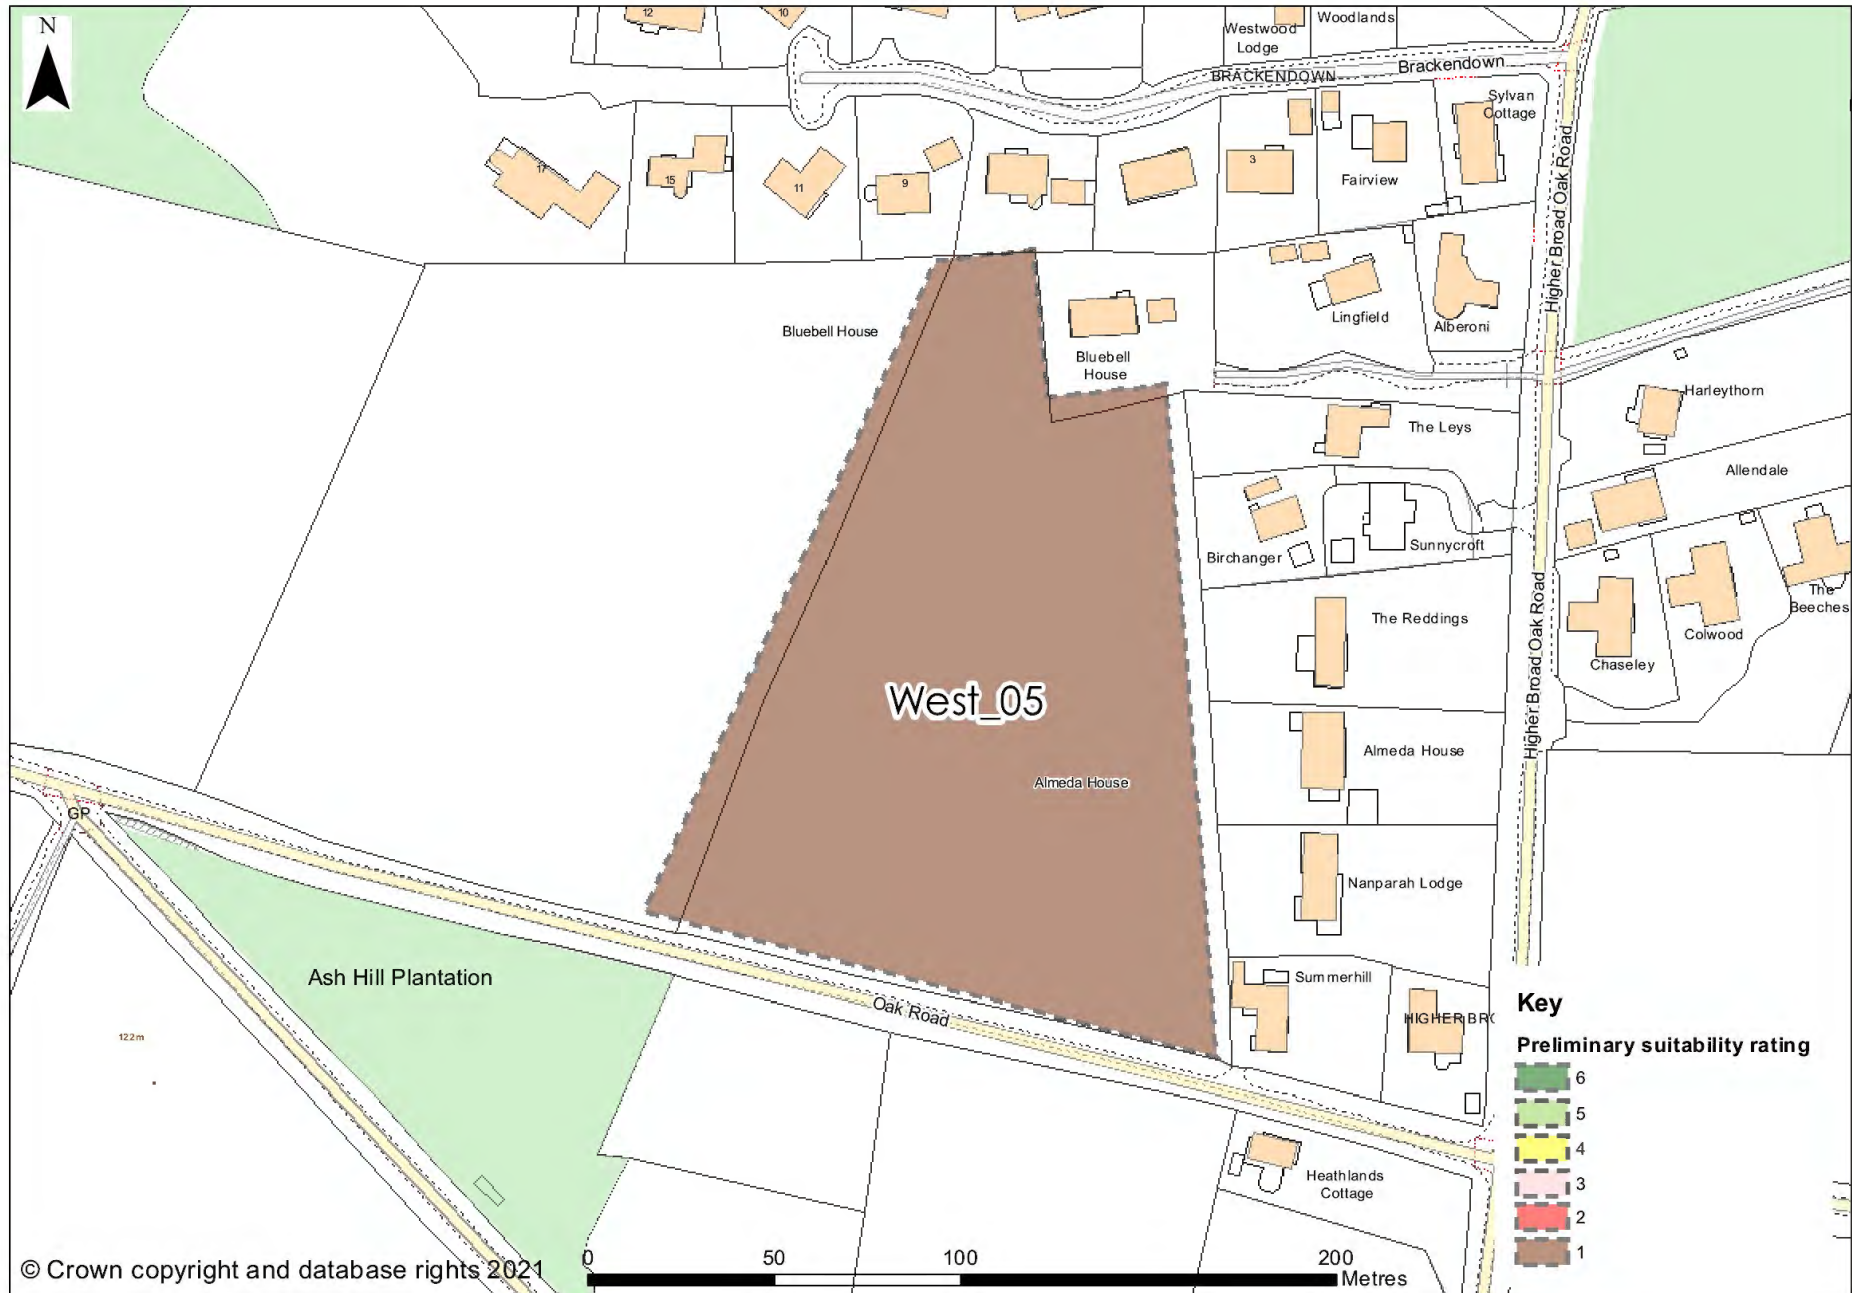 N
12
10
Westwood
Lodge
Woodlands
BRACKENDOWN
Brackendown
Sylvan
Cottage
17
15
11
9
3
Fairview
Higher Broad Oak Road
Bluebell House
Bluebell
House
Lingfield
Alberoni
Harleythorn
The Leys
Allendale
Birchanger
Sunnycroft
The Reddings
Higher Broad Oak Road
Chaseley
Colwood
The
Beeches
West_05
Almeda House
Almeda House
GP
Nanparah Lodge
Ash Hill Plantation
Oak Road
Summerhill
HIGHER BRO
122m
Heathlands
Cottage
Key
Preliminary suitability rating
6
5
4
3
2
1
0 50 100 200
Metres
© Crown copyright and database rights 2021